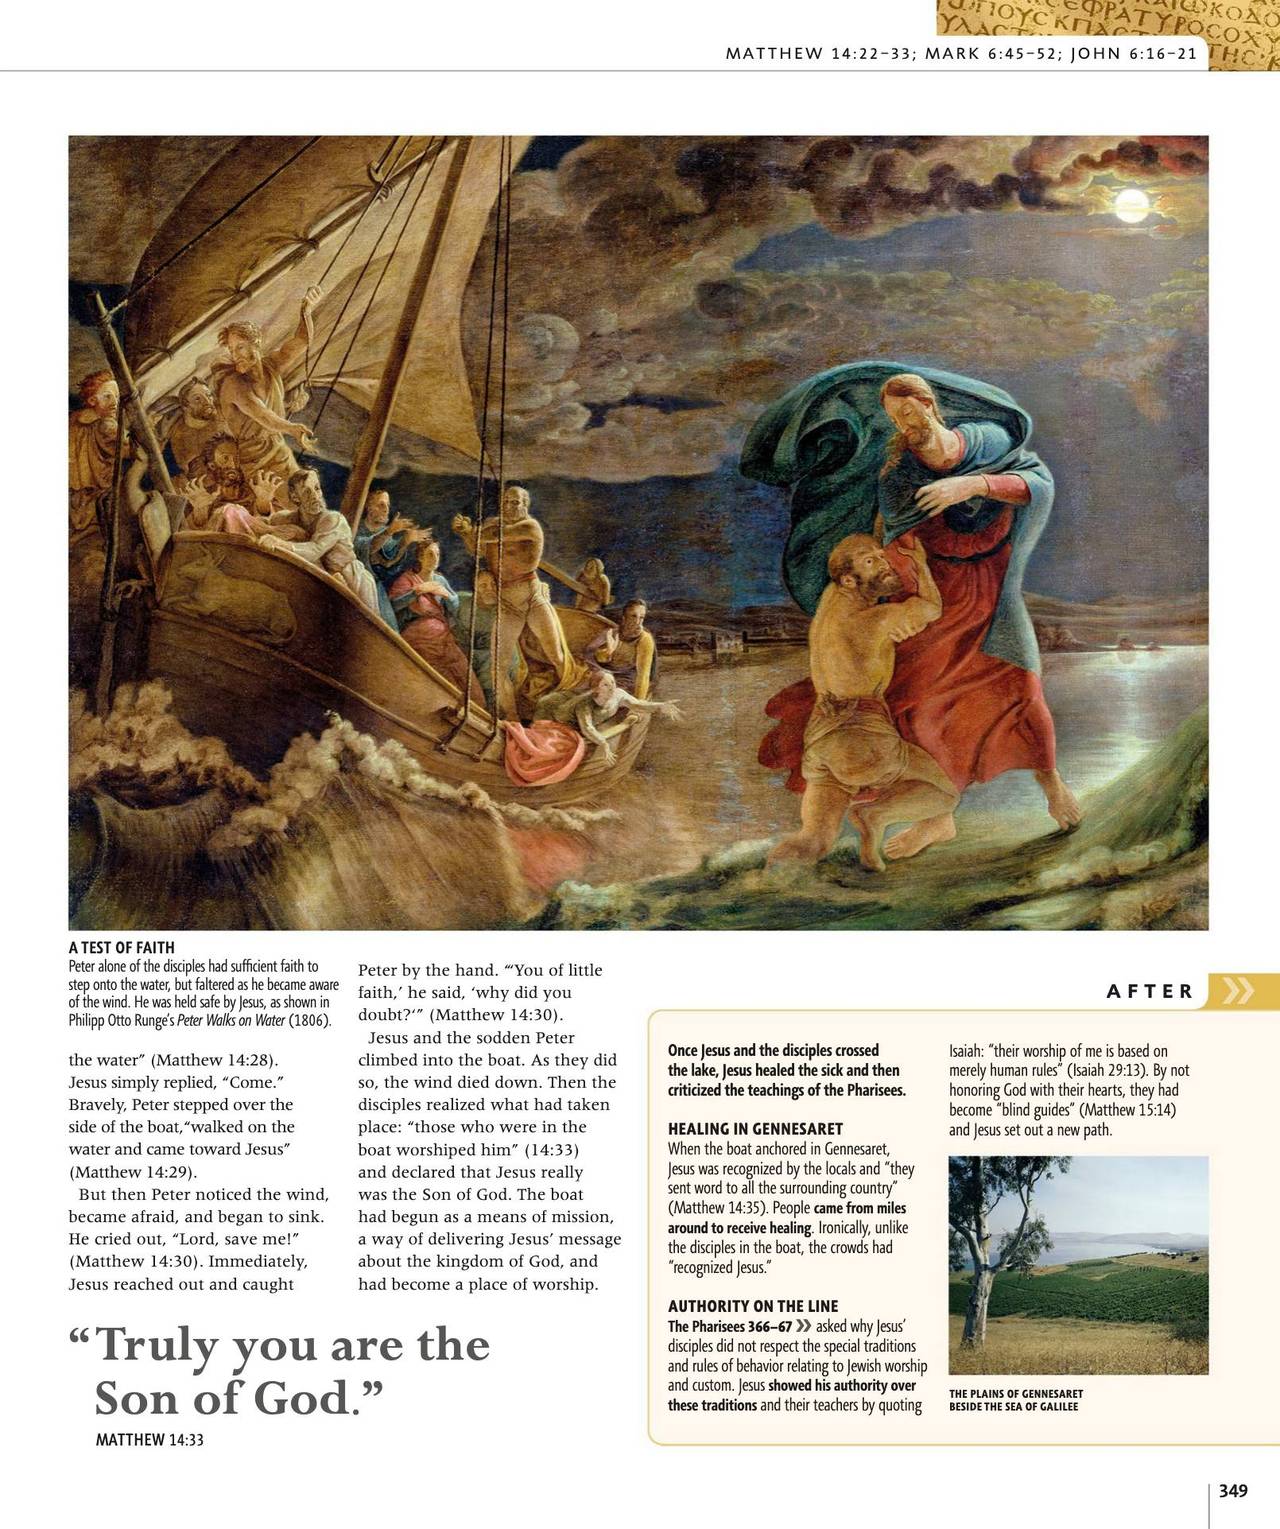 MATTHEW 14:22–33; MARK 6:45–52; JOHN 6:16–21
A TEST OF FAITH
Peter alone of the disciples had sufficient faith to
step onto the water, but faltered as he became aware
of the wind. He was held safe by Jesus, as shown in
Philipp Otto Runge's Peter Walks on Water (1806).
the water” (Matthew 14:28).
Jesus simply replied, “Come.”
Bravely, Peter stepped over the
side of the boat,“walked on the
water and came toward Jesus”
(Matthew 14:29).
But then Peter noticed the wind,
became afraid, and began to sink.
He cried out, “Lord, save me!”
(Matthew 14:30). Immediately,
Jesus reached out and caught
Peter by the hand. “‘You of little
faith,’ he said, ‘why did you
doubt?‘” (Matthew 14:30).
Jesus and the sodden Peter
climbed into the boat. As they did
so, the wind died down. Then the
disciples realized what had taken
place: “those who were in the
boat worshiped him” (14:33)
and declared that Jesus really
was the Son of God. The boat
had begun as a means of mission,
a way of delivering Jesus’ message
about the kingdom of God, and
had become a place of worship.
“Truly you are the
Son of God.”
MATTHEW 14:33
AFTER
Once Jesus and the disciples crossed
the lake, Jesus healed the sick and then
criticized the teachings of the Pharisees.
HEALING IN GENNESARET
When the boat anchored in Gennesaret,
Jesus was recognized by the locals and “they
sent word to all the surrounding country”
(Matthew 14:35). People came from miles
around to receive healing. Ironically, unlike
the disciples in the boat, the crowds had
“recognized Jesus.”
AUTHORITY ON THE LINE
The Pharisees 366–67 » asked why Jesus’
disciples did not respect the special traditions
and rules of behavior relating to Jewish worship
and custom. Jesus showed his authority over
these traditions and their teachers by quoting
Isaiah: “their worship of me is based on
merely human rules” (Isaiah 29:13). By not
honoring God with their hearts, they had
become “blind guides” (Matthew 15:14)
and Jesus set out a new path.
THE PLAINS OF GENNESARET
BESIDE THE SEA OF GALILEE
349